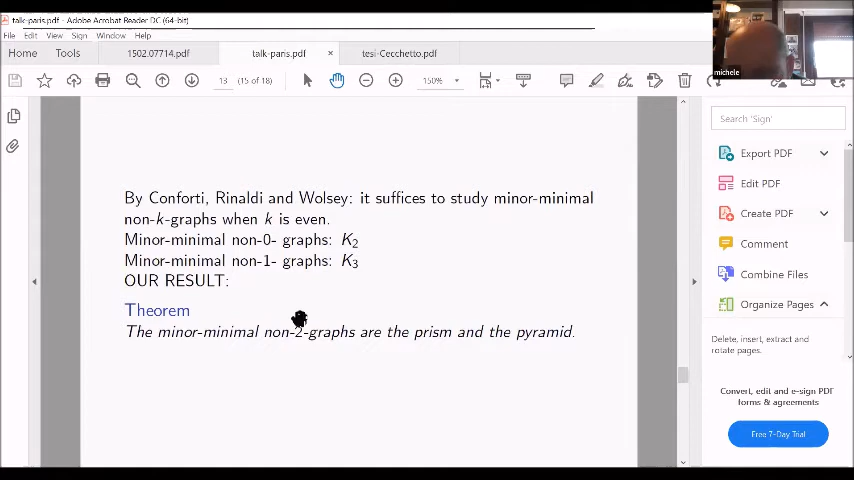 talk-paris.pdf - Adobe Acrobat Reader DC (64-bit)
File Edit View Sign Window Help
Home Tools 1502.07714.pdf talk-paris.pdf × tesi-Cecchetto.pdf
13 (15 of 18) 150%
michele
Search 'Sign'
Export PDF
Edit PDF
Create PDF
Comment
Combine Files
Organize Pages
Delete, insert, extract and
rotate pages.
Convert, edit and e-sign PDF
forms & agreements
Free 7-Day Trial
By Conforti, Rinaldi and Wolsey: it suffices to study minor-minimal
non-k-graphs when k is even.
Minor-minimal non-0- graphs: K₂
Minor-minimal non-1- graphs: K₃
OUR RESULT:
Theorem
The minor-minimal non-2-graphs are the prism and the pyramid.